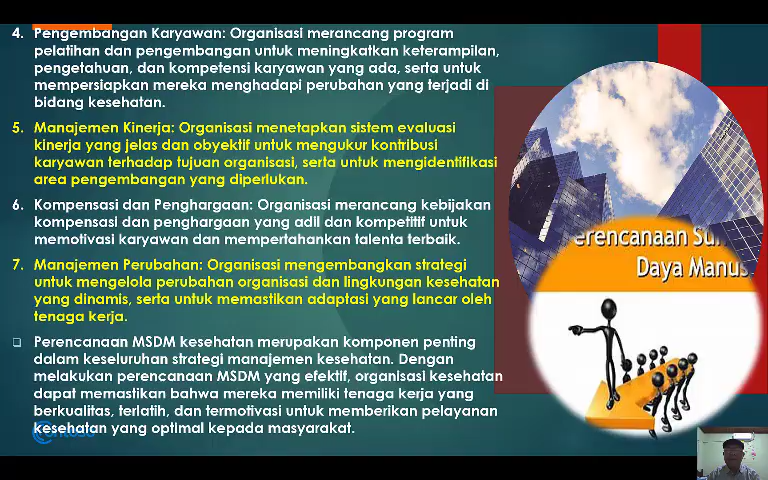 4. Pengembangan Karyawan: Organisasi merancang program
pelatihan dan pengembangan untuk meningkatkan keterampilan,
pengetahuan, dan kompetensi karyawan yang ada, serta untuk
mempersiapkan mereka menghadapi perubahan yang terjadi di
bidang kesehatan.
5. Manajemen Kinerja: Organisasi menetapkan sistem evaluasi
kinerja yang jelas dan obyektif untuk mengukur kontribusi
karyawan terhadap tujuan organisasi, serta untuk mengidentifikasi
area pengembangan yang diperlukan.
6. Kompensasi dan Penghargaan: Organisasi merancang kebijakan
kompensasi dan penghargaan yang adil dan kompetitif untuk
memotivasi karyawan dan mempertahankan talenta terbaik.
7. Manajemen Perubahan: Organisasi mengembangkan strategi
untuk mengelola perubahan organisasi dan lingkungan kesehatan
yang dinamis, serta untuk memastikan adaptasi yang lancar oleh
tenaga kerja.
Perencanaan MSDM kesehatan merupakan komponen penting
dalam keseluruhan strategi manajemen kesehatan. Dengan
melakukan perencanaan MSDM yang efektif, organisasi kesehatan
dapat memastikan bahwa mereka memiliki tenaga kerja yang
berkualitas, terlatih, dan termotivasi untuk memberikan pelayanan
kesehatan yang optimal kepada masyarakat.
Contoso
erencanaan Su
Daya Manus